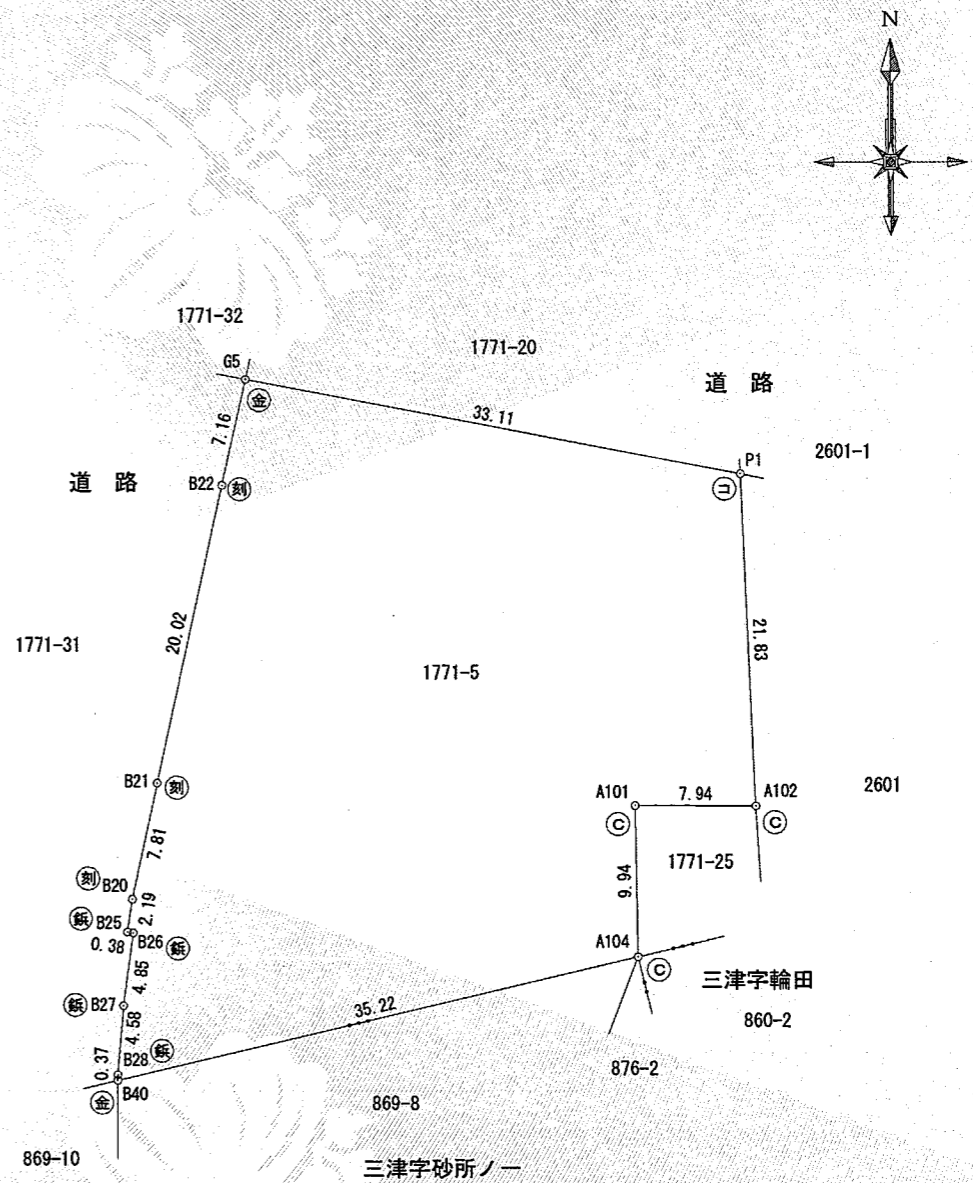 N
1771-32
1771-20
G5
金
道 路
33.11
7.16
P1
2601-1
コ
道 路
B22
刻
20.02
21.83
1771-31
1771-5
B21
刻
A101
7.94
A102
2601
C
C
7.81
1771-25
9.94
刻
B20
2.19
鋲
B25
B26
鋲
0.38
A104
C
4.85
三津字輪田
鋲
B27
35.22
860-2
4.58
鋲
B28
0.37
876-2
B40
金
869-8
869-10
三津字砂所ノ一